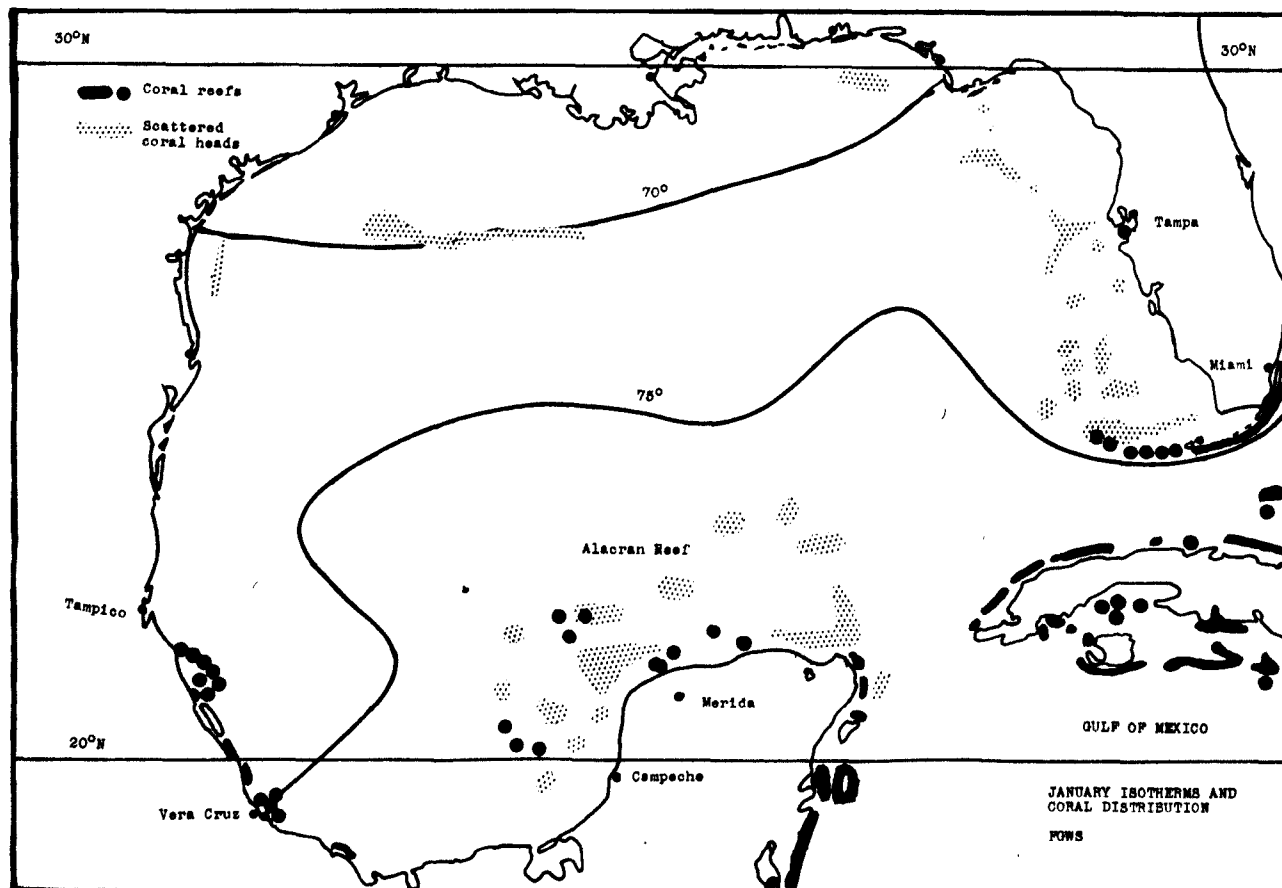 30°N
30°N
Coral reefs
Scattered
coral heads
70°
Tampa
Miami
75°
Alacran Reef
Tampico
Merida
GULF OF MEXICO
20°N
Campeche
Vera Cruz
JANUARY ISOTHERMS AND
CORAL DISTRIBUTION
FGWS